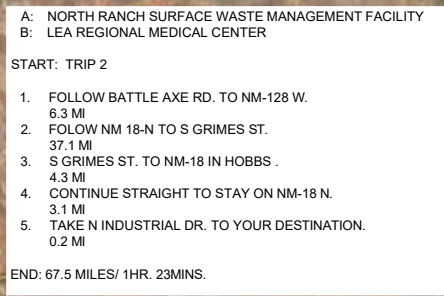 A: NORTH RANCH SURFACE WASTE MANAGEMENT FACILITY
B: LEA REGIONAL MEDICAL CENTER
START: TRIP 2
1. FOLLOW BATTLE AXE RD. TO NM-128 W.
6.3 MI
2. FOLOW NM 18-N TO S GRIMES ST.
37.1 MI
3. S GRIMES ST. TO NM-18 IN HOBBS .
4.3 MI
4. CONTINUE STRAIGHT TO STAY ON NM-18 N.
3.1 MI
5. TAKE N INDUSTRIAL DR. TO YOUR DESTINATION.
0.2 MI
END: 67.5 MILES/ 1HR. 23MINS.